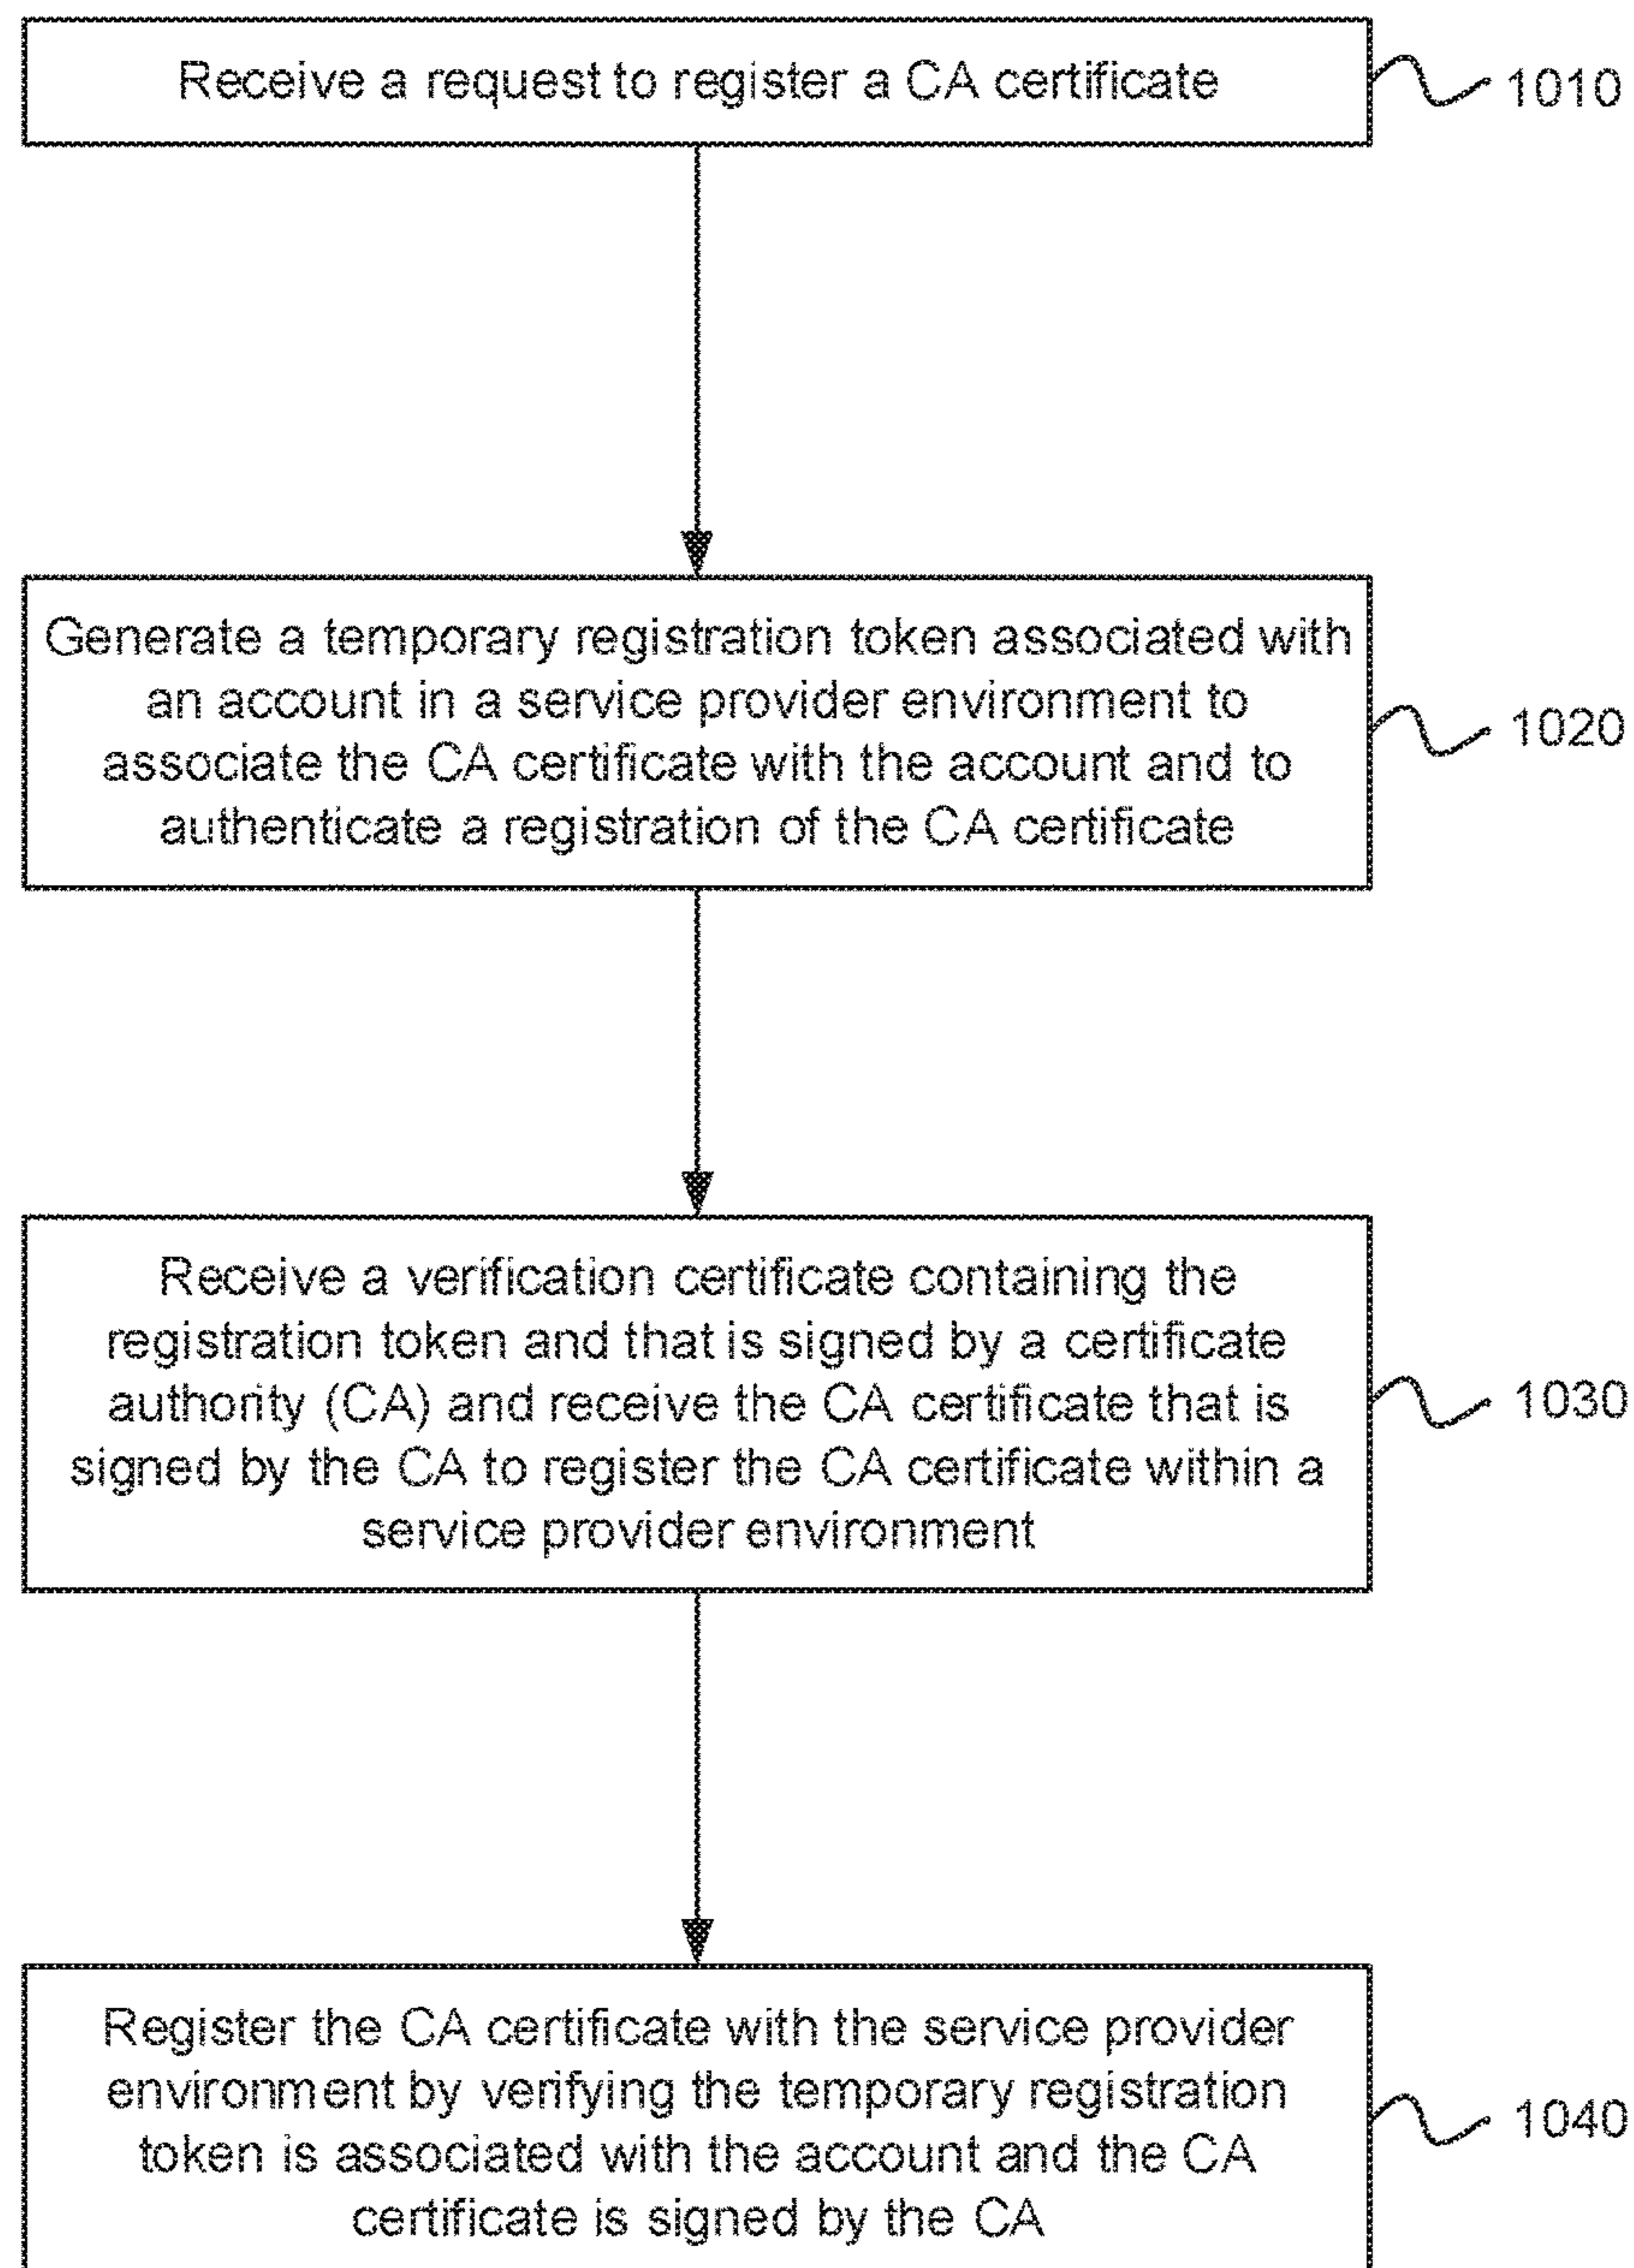 Receive a request to register a CA certificate
1010
Generate a temporary registration token associated with
an account in a service provider environment to
associate the CA certificate with the account and to
authenticate a registration of the CA certificate
1020
Receive a verification certificate containing the
registration token and that is signed by a certificate
authority (CA) and receive the CA certificate that is
signed by the CA to register the CA certificate within a
service provider environment
1030
Register the CA certificate with the service provider
environment by verifying the temporary registration
token is associated with the account and the CA
certificate is signed by the CA
1040